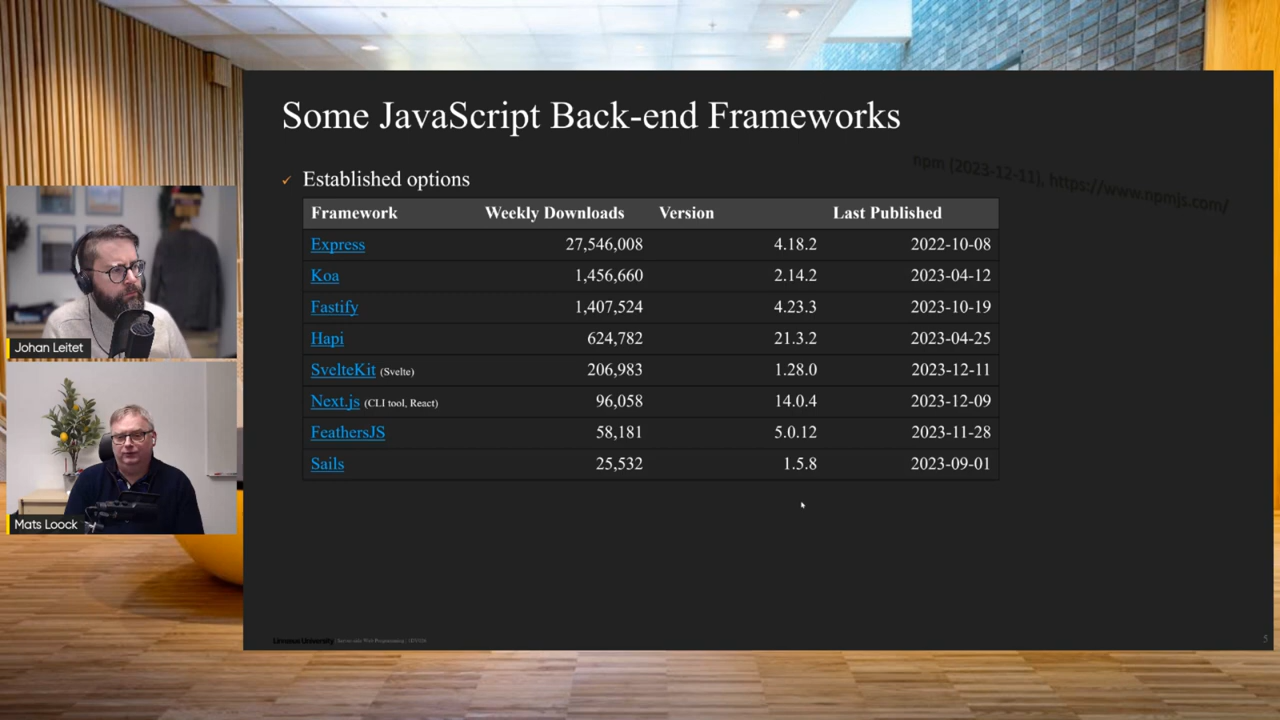 Some JavaScript Back-end Frameworks
npm (2023-12-11), https://www.npmjs.com/
✓ Established options
Framework Weekly Downloads Version Last Published
Express 27,546,008 4.18.2 2022-10-08
Koa 1,456,660 2.14.2 2023-04-12
Fastify 1,407,524 4.23.3 2023-10-19
Hapi 624,782 21.3.2 2023-04-25
SvelteKit (Svelte) 206,983 1.28.0 2023-12-11
Next.js (CLI tool, React) 96,058 14.0.4 2023-12-09
FeathersJS 58,181 5.0.12 2023-11-28
Sails 25,532 1.5.8 2023-09-01
Johan Leitet
Mats Loock
Linnaeus University
5